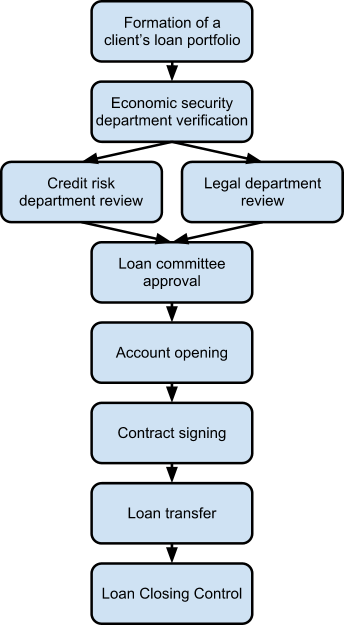 Formation of a
client's loan portfolio
Economic security
department verification
Credit risk
department review
Legal department
review
Loan committee
approval
Account opening
Contract signing
Loan transfer
Loan Closing Control